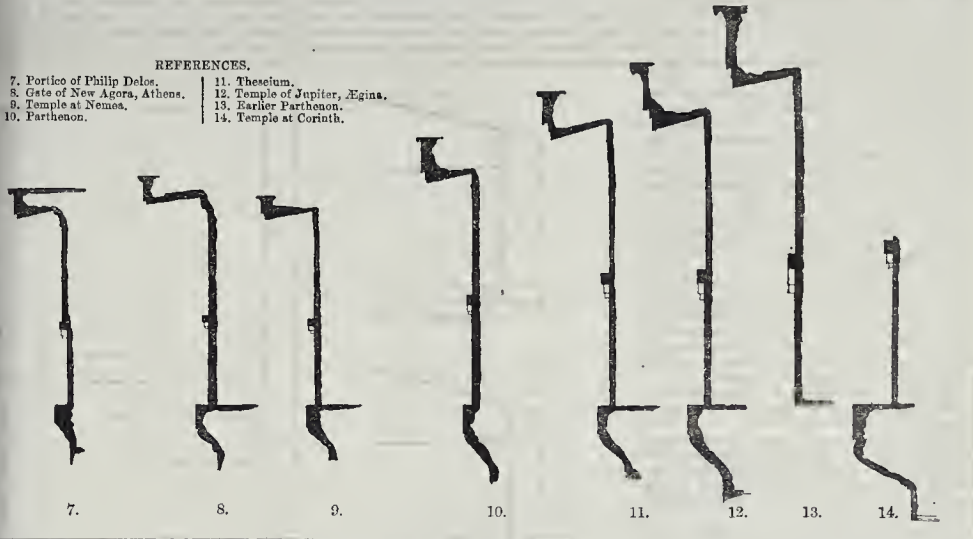 REFERENCES.
7. Portico of Philip Delos.
8. Gate of New Agora, Athens.
9. Temple at Nemea.
10. Parthenon.
11. Theseium.
12. Temple of Jupiter, Ægina.
13. Earlier Parthenon.
14. Temple at Corinth.
7. 8. 9. 10. 11. 12. 13. 14.